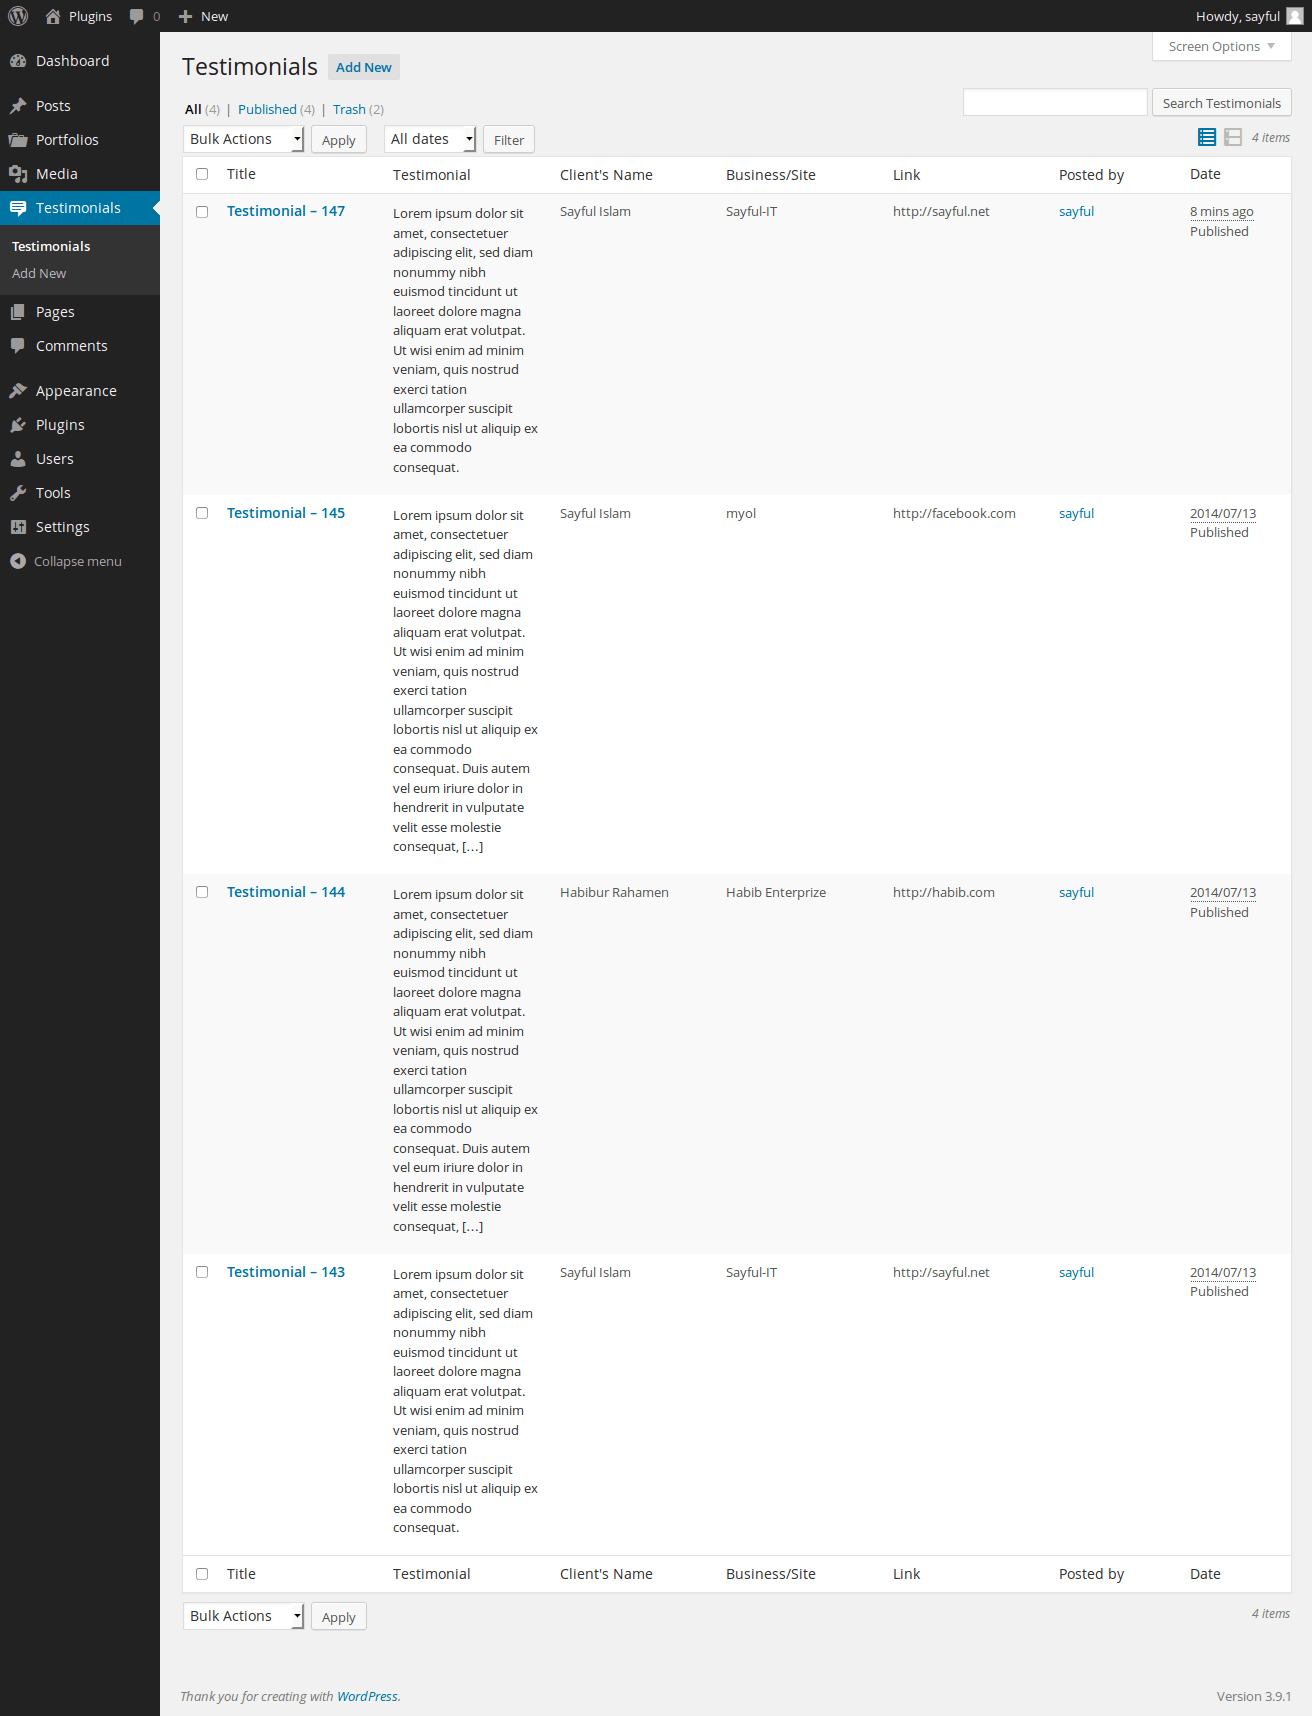 Plugins 0 New Howdy, sayful
Screen Options
Dashboard
Posts
Portfolios
Media
Testimonials
Testimonials
Add New
Pages
Comments
Appearance
Plugins
Users
Tools
Settings
Collapse menu
Testimonials Add New
All (4) | Published (4) | Trash (2)
Search Testimonials
Bulk Actions Apply All dates Filter 4 items
Title Testimonial Client's Name Business/Site Link Posted by Date
Testimonial – 147
Lorem ipsum dolor sit
amet, consectetuer
adipiscing elit, sed diam
nonummy nibh
euismod tincidunt ut
laoreet dolore magna
aliquam erat volutpat.
Ut wisi enim ad minim
veniam, quis nostrud
exerci tation
ullamcorper suscipit
lobortis nisl ut aliquip ex
ea commodo
consequat.
Sayful Islam
Sayful-IT
http://sayful.net
sayful
8 mins ago
Published
Testimonial – 145
Lorem ipsum dolor sit
amet, consectetuer
adipiscing elit, sed diam
nonummy nibh
euismod tincidunt ut
laoreet dolore magna
aliquam erat volutpat.
Ut wisi enim ad minim
veniam, quis nostrud
exerci tation
ullamcorper suscipit
lobortis nisl ut aliquip ex
ea commodo
consequat. Duis autem
vel eum iriure dolor in
hendrerit in vulputate
velit esse molestie
consequat, […]
Sayful Islam
myol
http://facebook.com
sayful
2014/07/13
Published
Testimonial – 144
Lorem ipsum dolor sit
amet, consectetuer
adipiscing elit, sed diam
nonummy nibh
euismod tincidunt ut
laoreet dolore magna
aliquam erat volutpat.
Ut wisi enim ad minim
veniam, quis nostrud
exerci tation
ullamcorper suscipit
lobortis nisl ut aliquip ex
ea commodo
consequat. Duis autem
vel eum iriure dolor in
hendrerit in vulputate
velit esse molestie
consequat, […]
Habibur Rahamen
Habib Enterprize
http://habib.com
sayful
2014/07/13
Published
Testimonial – 143
Lorem ipsum dolor sit
amet, consectetuer
adipiscing elit, sed diam
nonummy nibh
euismod tincidunt ut
laoreet dolore magna
aliquam erat volutpat.
Ut wisi enim ad minim
veniam, quis nostrud
exerci tation
ullamcorper suscipit
lobortis nisl ut aliquip ex
ea commodo
consequat.
Sayful Islam
Sayful-IT
http://sayful.net
sayful
2014/07/13
Published
Title Testimonial Client's Name Business/Site Link Posted by Date
Bulk Actions Apply 4 items
Thank you for creating with WordPress. Version 3.9.1